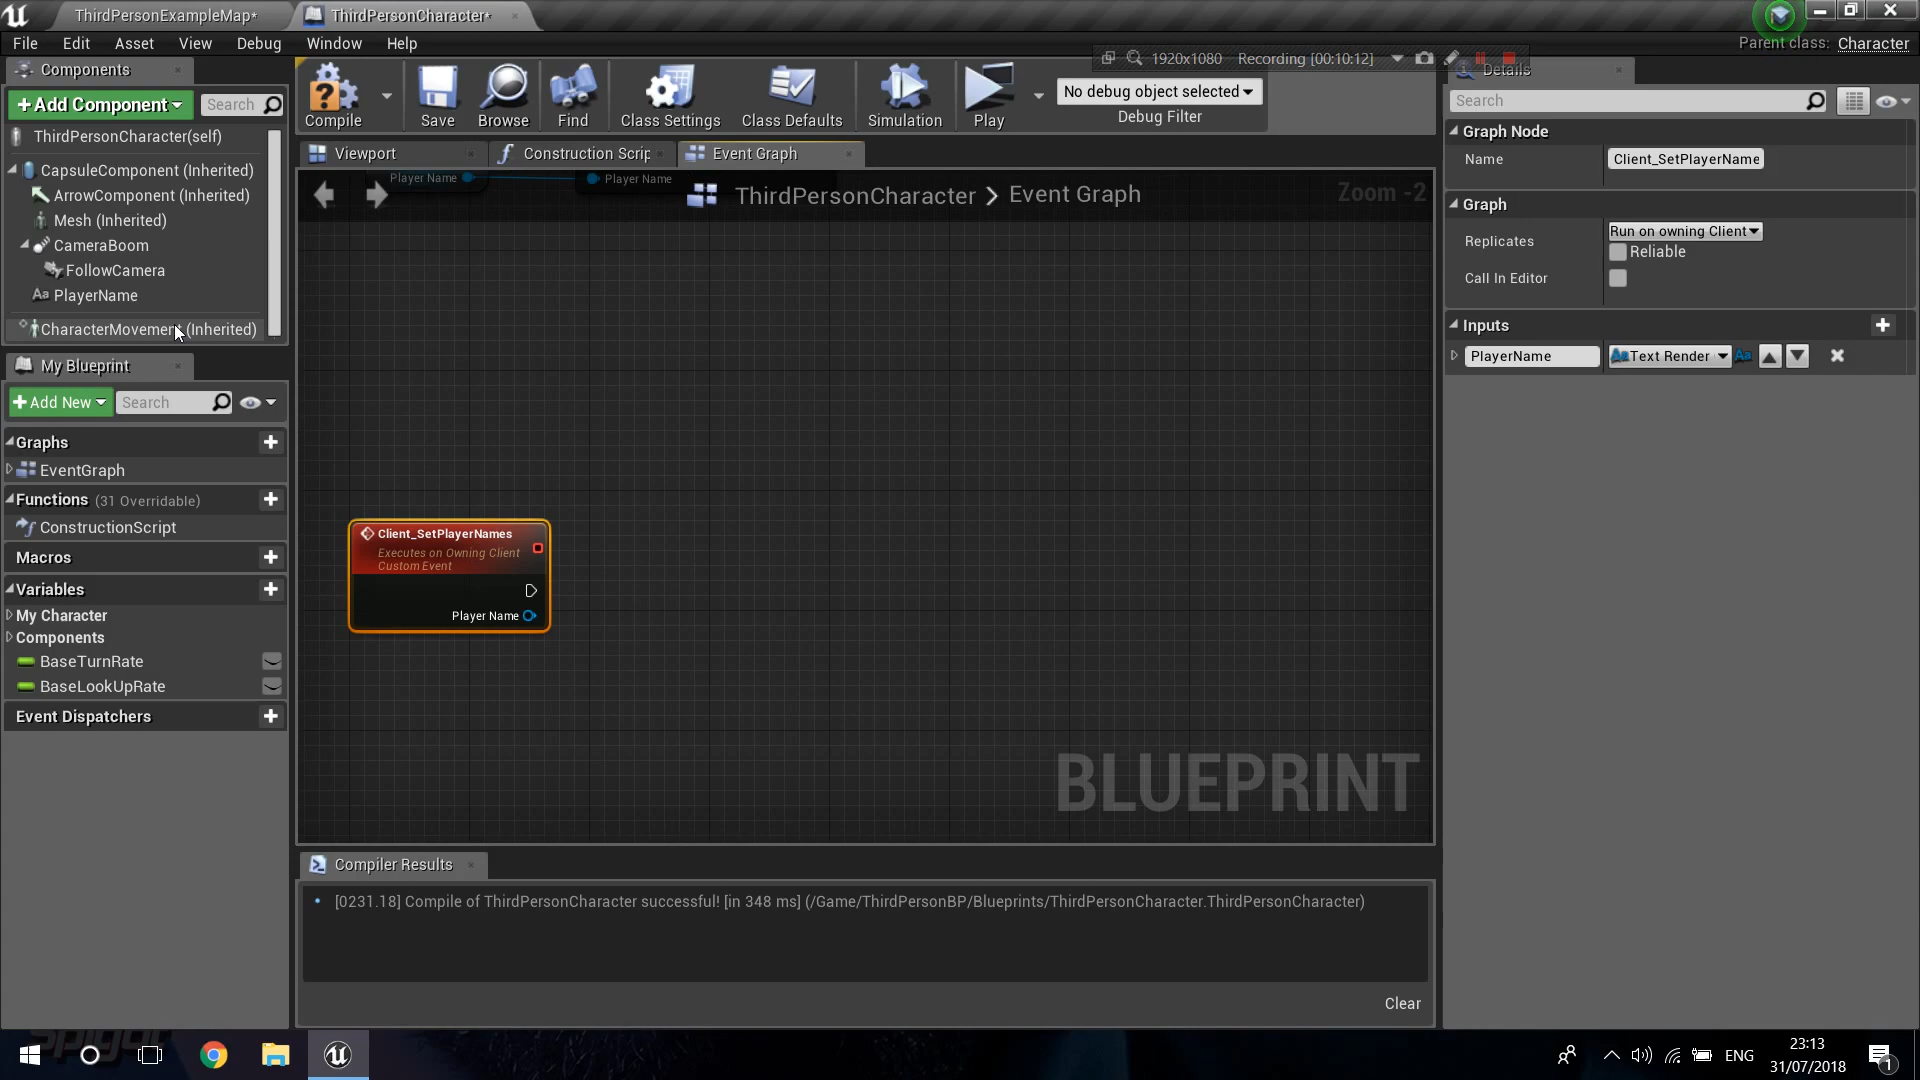 ThirdPersonExampleMap*
ThirdPersonCharacter*
File Edit Asset View Debug Window Help
Parent class: Character
1920x1080 Recording [00:10:12]
Components
Details
+Add Component
Search
Compile
Save
Browse
Find
Class Settings
Class Defaults
Simulation
Play
No debug object selected
Debug Filter
Search
ThirdPersonCharacter(self)
CapsuleComponent (Inherited)
ArrowComponent (Inherited)
Mesh (Inherited)
CameraBoom
FollowCamera
PlayerName
CharacterMovement (Inherited)
Viewport
Construction Scrip
Event Graph
Player Name
Player Name
ThirdPersonCharacter > Event Graph
Zoom -2
Graph Node
Name
Client_SetPlayerName
Graph
Replicates
Run on owning Client
Reliable
Call In Editor
Inputs
PlayerName
Text Render
My Blueprint
+Add New
Search
Graphs
EventGraph
Functions (31 Overridable)
ConstructionScript
Macros
Variables
My Character
Components
BaseTurnRate
BaseLookUpRate
Event Dispatchers
Client_SetPlayerNames
Executes on Owning Client
Custom Event
Player Name
BLUEPRINT
Compiler Results
[0231.18] Compile of ThirdPersonCharacter successful! [in 348 ms] (/Game/ThirdPersonBP/Blueprints/ThirdPersonCharacter.ThirdPersonCharacter)
Clear
ENG
23:13
31/07/2018
1